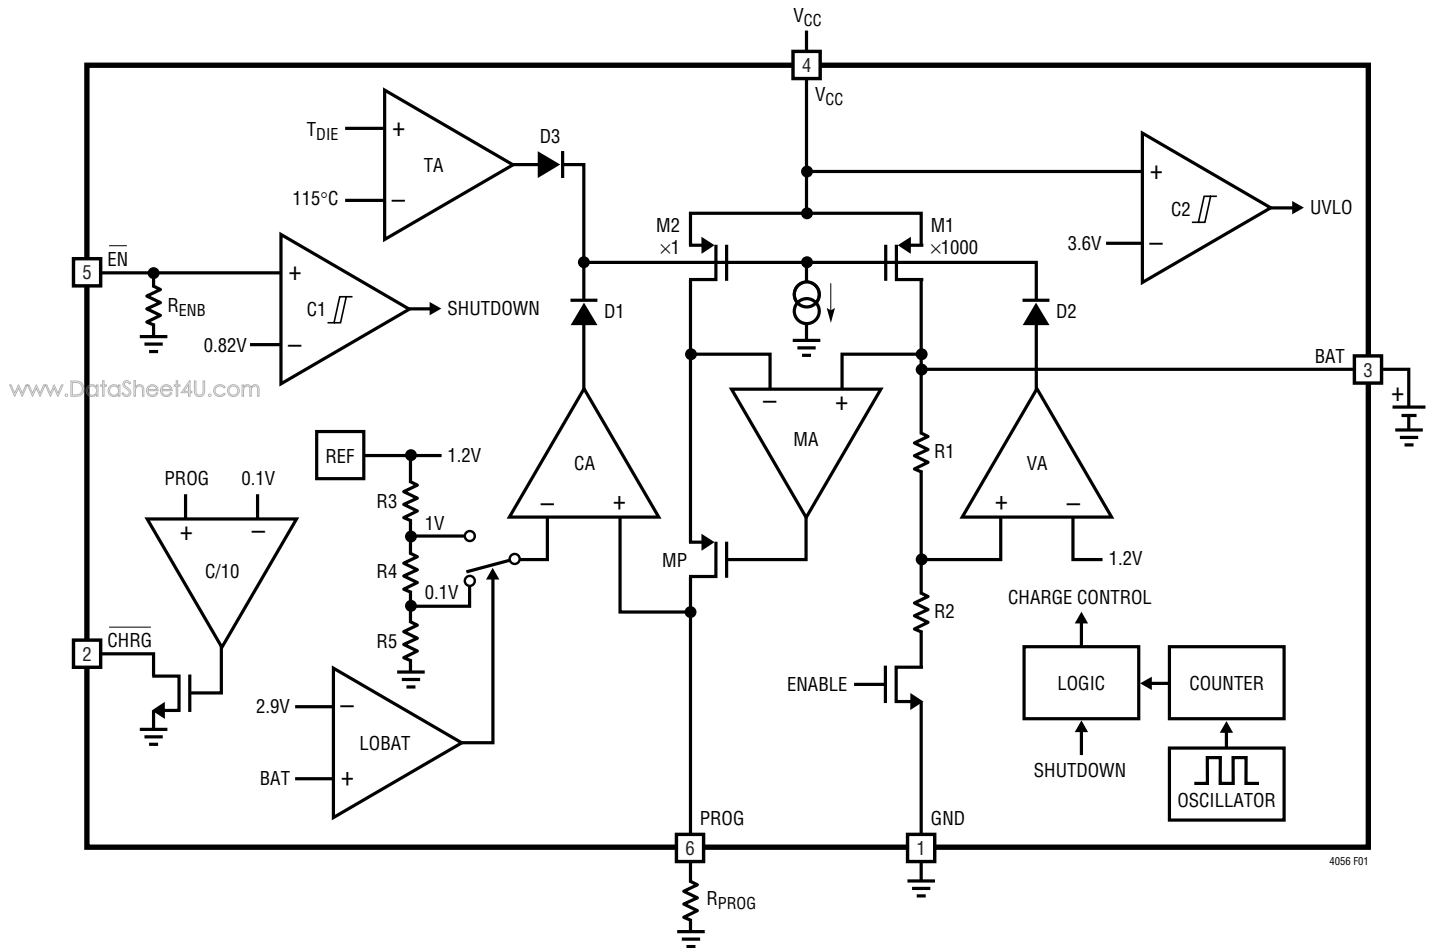 VCC
4
VCC
TDIE
+
TA
D3
115°C
−
M2
×1
M1
×1000
+
C2
UVLO
3.6V
−
5
EN
RENB
+
C1
SHUTDOWN
0.82V
−
D1
D2
BAT
3
+
www.DataSheet4U.com
−
+
MA
R1
REF
1.2V
CA
−
+
VA
+
−
1.2V
PROG
0.1V
+
−
C/10
R3
1V
R4
0.1V
R5
MP
R2
CHARGE CONTROL
2
CHRG
2.9V
−
LOBAT
BAT
+
ENABLE
LOGIC
COUNTER
SHUTDOWN
OSCILLATOR
PROG
6
GND
1
RPROG
4056 F01